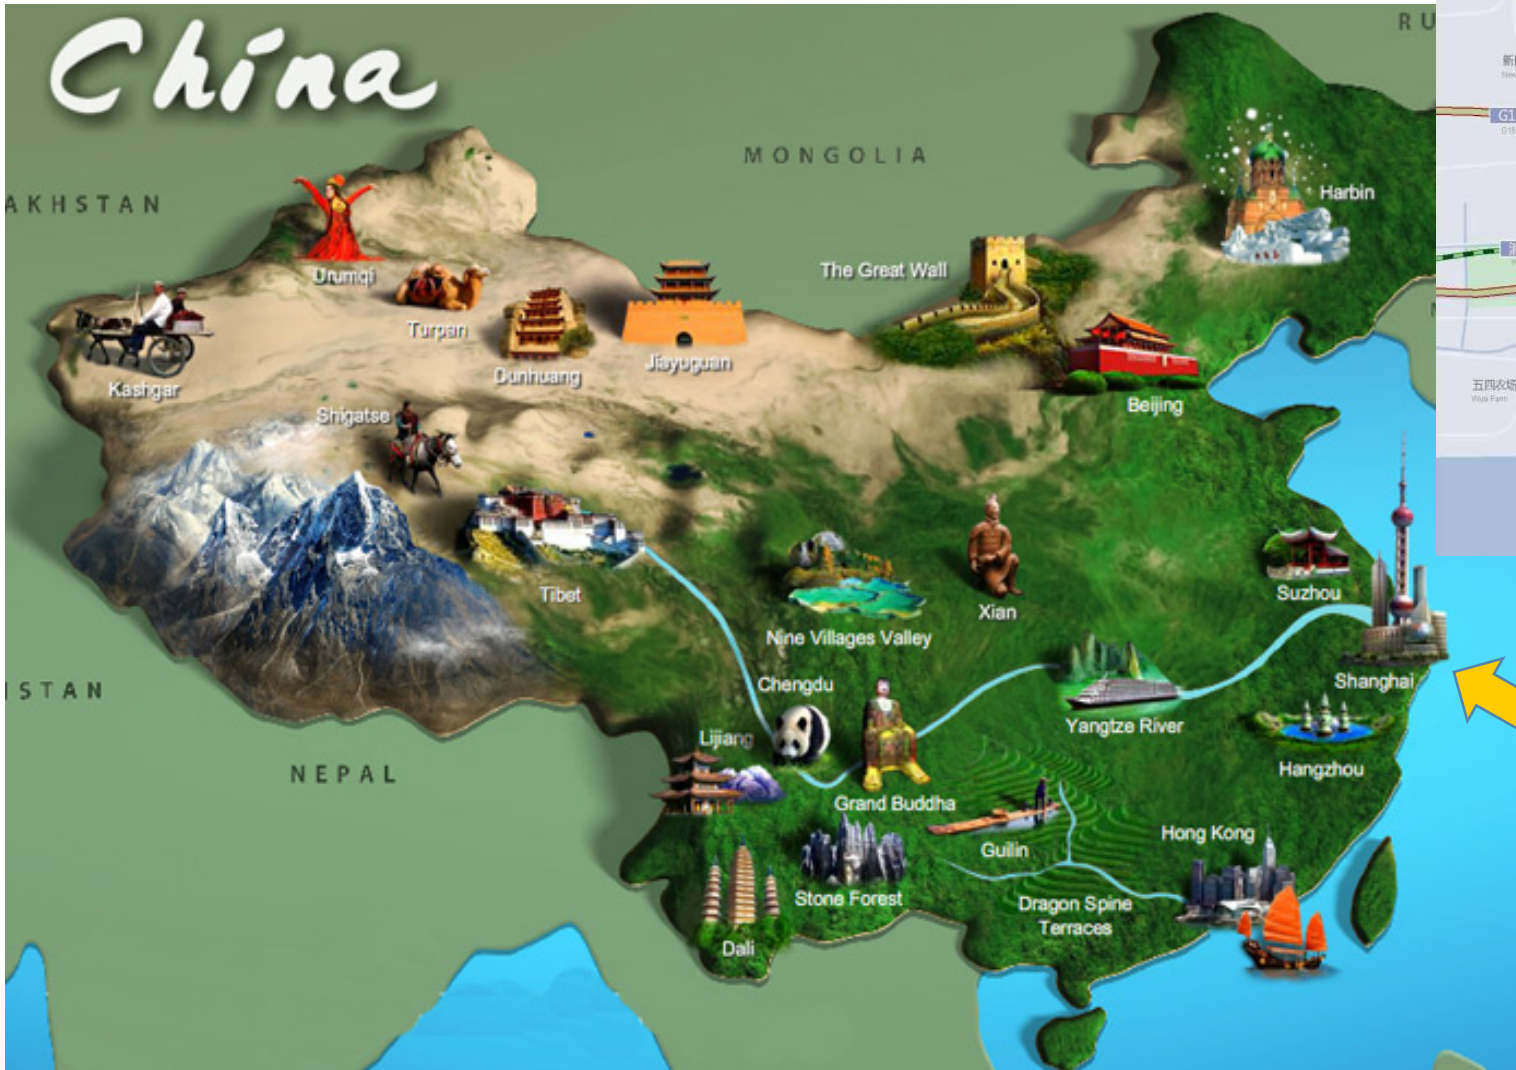 China
RU
MONGOLIA
AKHSTAN
Harbin
The Great Wall
Urumqi
Turpan
Jiayuguan
Dunhuang
Kashgar
Beijing
Shigatse
五四农场
Wusi Farm
Tibet
Suzhou
Xian
Nine Villages Valley
Chengdu
Shanghai
ISTAN
Yangtze River
Lijiang
Hangzhou
NEPAL
Grand Buddha
Hong Kong
Guilin
Stone Forest
Dragon Spine
Terraces
Dali